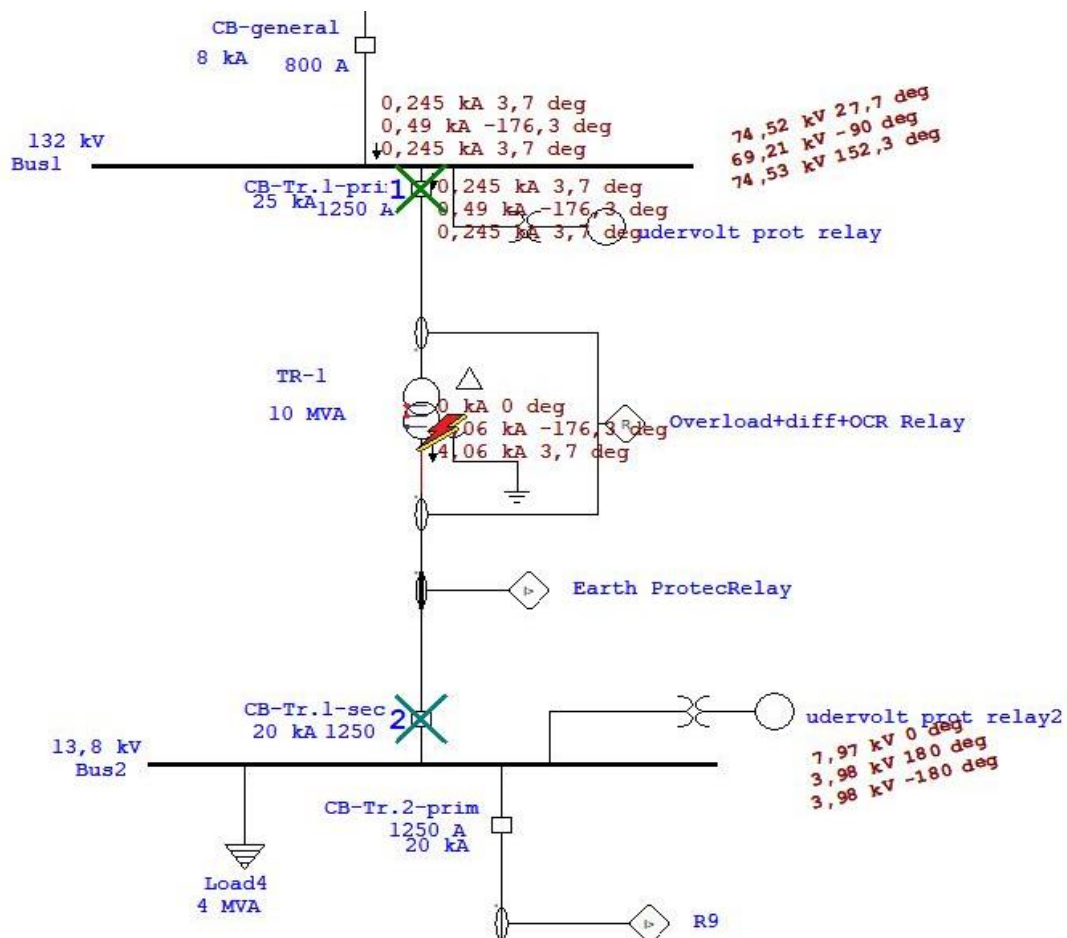 CB-general
8 kA
800 A
0,245 kA 3,7 deg
0,49 kA -176,3 deg
0,245 kA 3,7 deg
74,52 kV 27,7 deg
69,21 kV -90 deg
74,53 kV 152,3 deg
132 kV
Bus1
CB-Tr.1-pri
1
25 kA
1250 A
0,245 kA 3,7 deg
0,49 kA -176,3 deg
0,245 kA 3,7 deg
udervolt prot relay
TR-1
10 MVA
0 kA 0 deg
,06 kA -176,3 deg
4,06 kA 3,7 deg
R
Overload+diff+OCR Relay
I>
Earth ProtecRelay
CB-Tr.1-sec
2
20 kA
1250
udervolt prot relay2
13,8 kV
Bus2
7,97 kV 0 deg
3,98 kV 180 deg
3,98 kV -180 deg
CB-Tr.2-prim
1250 A
20 kA
Load4
4 MVA
I>
R9